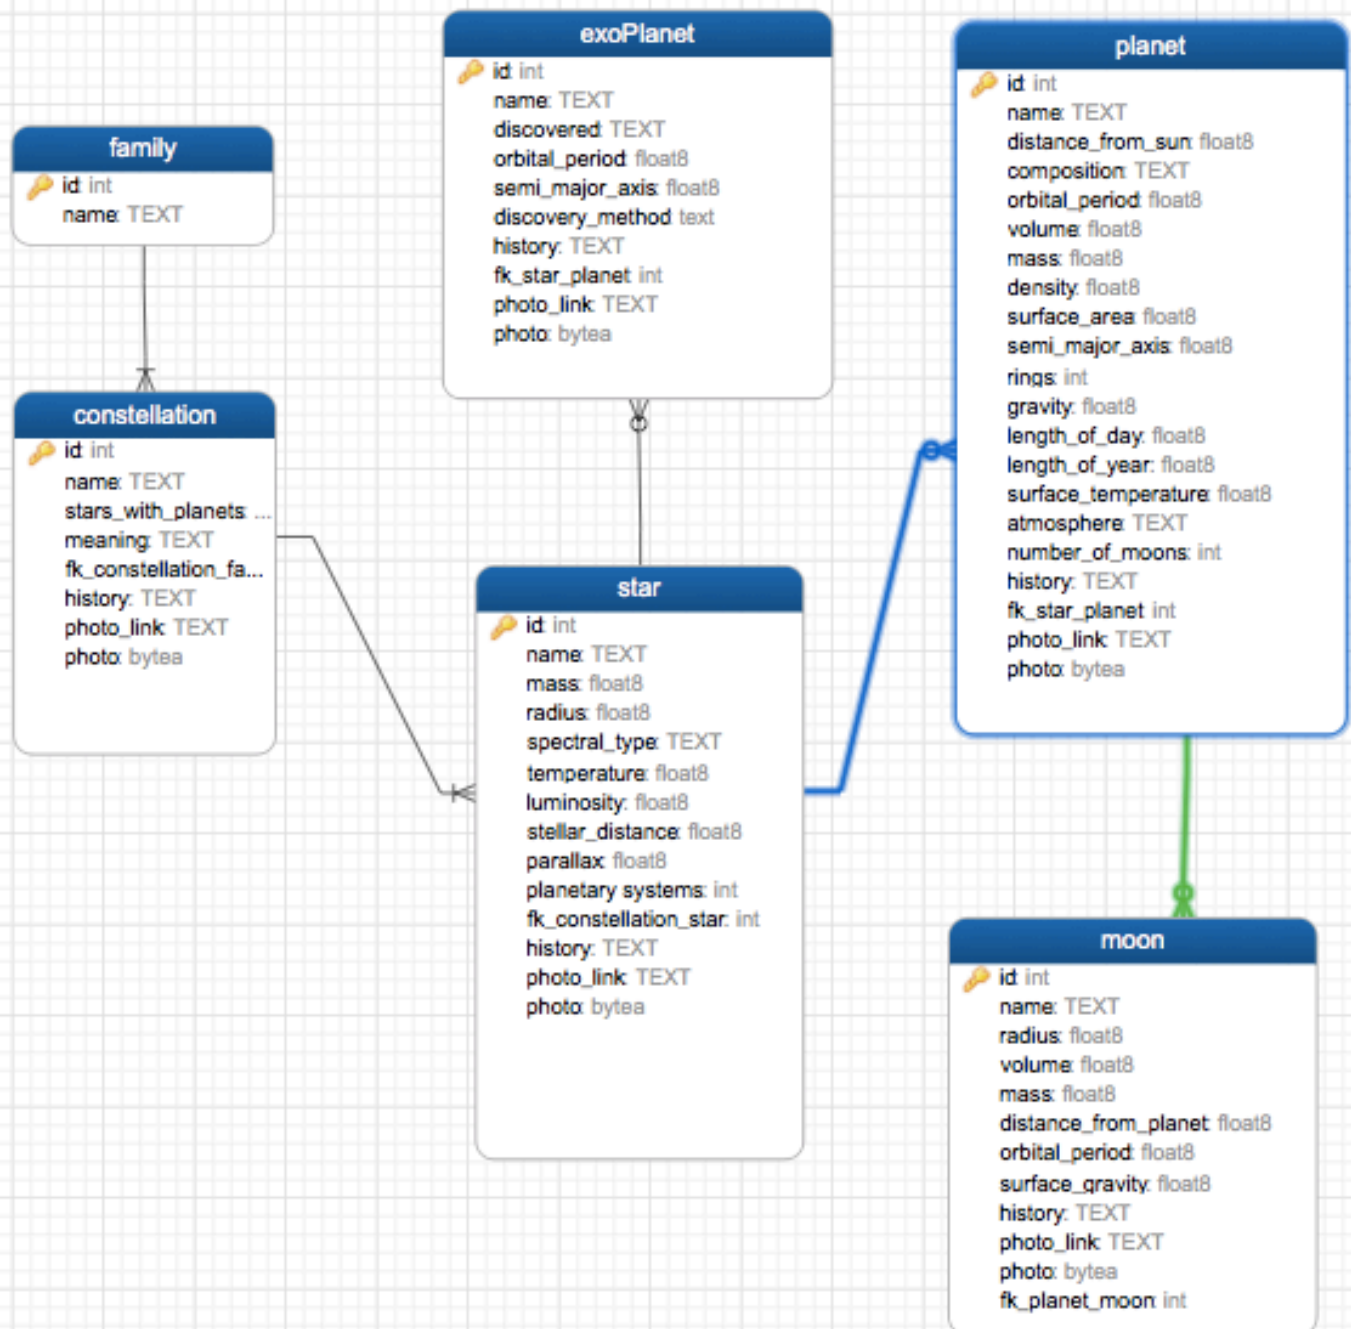 family
id: int
name: TEXT
constellation
id: int
name: TEXT
stars_with_planets: ...
meaning: TEXT
fk_constellation_fa...
history: TEXT
photo_link: TEXT
photo: bytea
exoPlanet
id: int
name: TEXT
discovered: TEXT
orbital_period: float8
semi_major_axis: float8
discovery_method: text
history: TEXT
fk_star_planet: int
photo_link: TEXT
photo: bytea
star
id: int
name: TEXT
mass: float8
radius: float8
spectral_type: TEXT
temperature: float8
luminosity: float8
stellar_distance: float8
parallax: float8
planetary systems: int
fk_constellation_star: int
history: TEXT
photo_link: TEXT
photo: bytea
planet
id: int
name: TEXT
distance_from_sun: float8
composition: TEXT
orbital_period: float8
volume: float8
mass: float8
density: float8
surface_area: float8
semi_major_axis: float8
rings: int
gravity: float8
length_of_day: float8
length_of_year: float8
surface_temperature: float8
atmosphere: TEXT
number_of_moons: int
history: TEXT
fk_star_planet: int
photo_link: TEXT
photo: bytea
moon
id: int
name: TEXT
radius: float8
volume: float8
mass: float8
distance_from_planet: float8
orbital_period: float8
surface_gravity: float8
history: TEXT
photo_link: TEXT
photo: bytea
fk_planet_moon: int